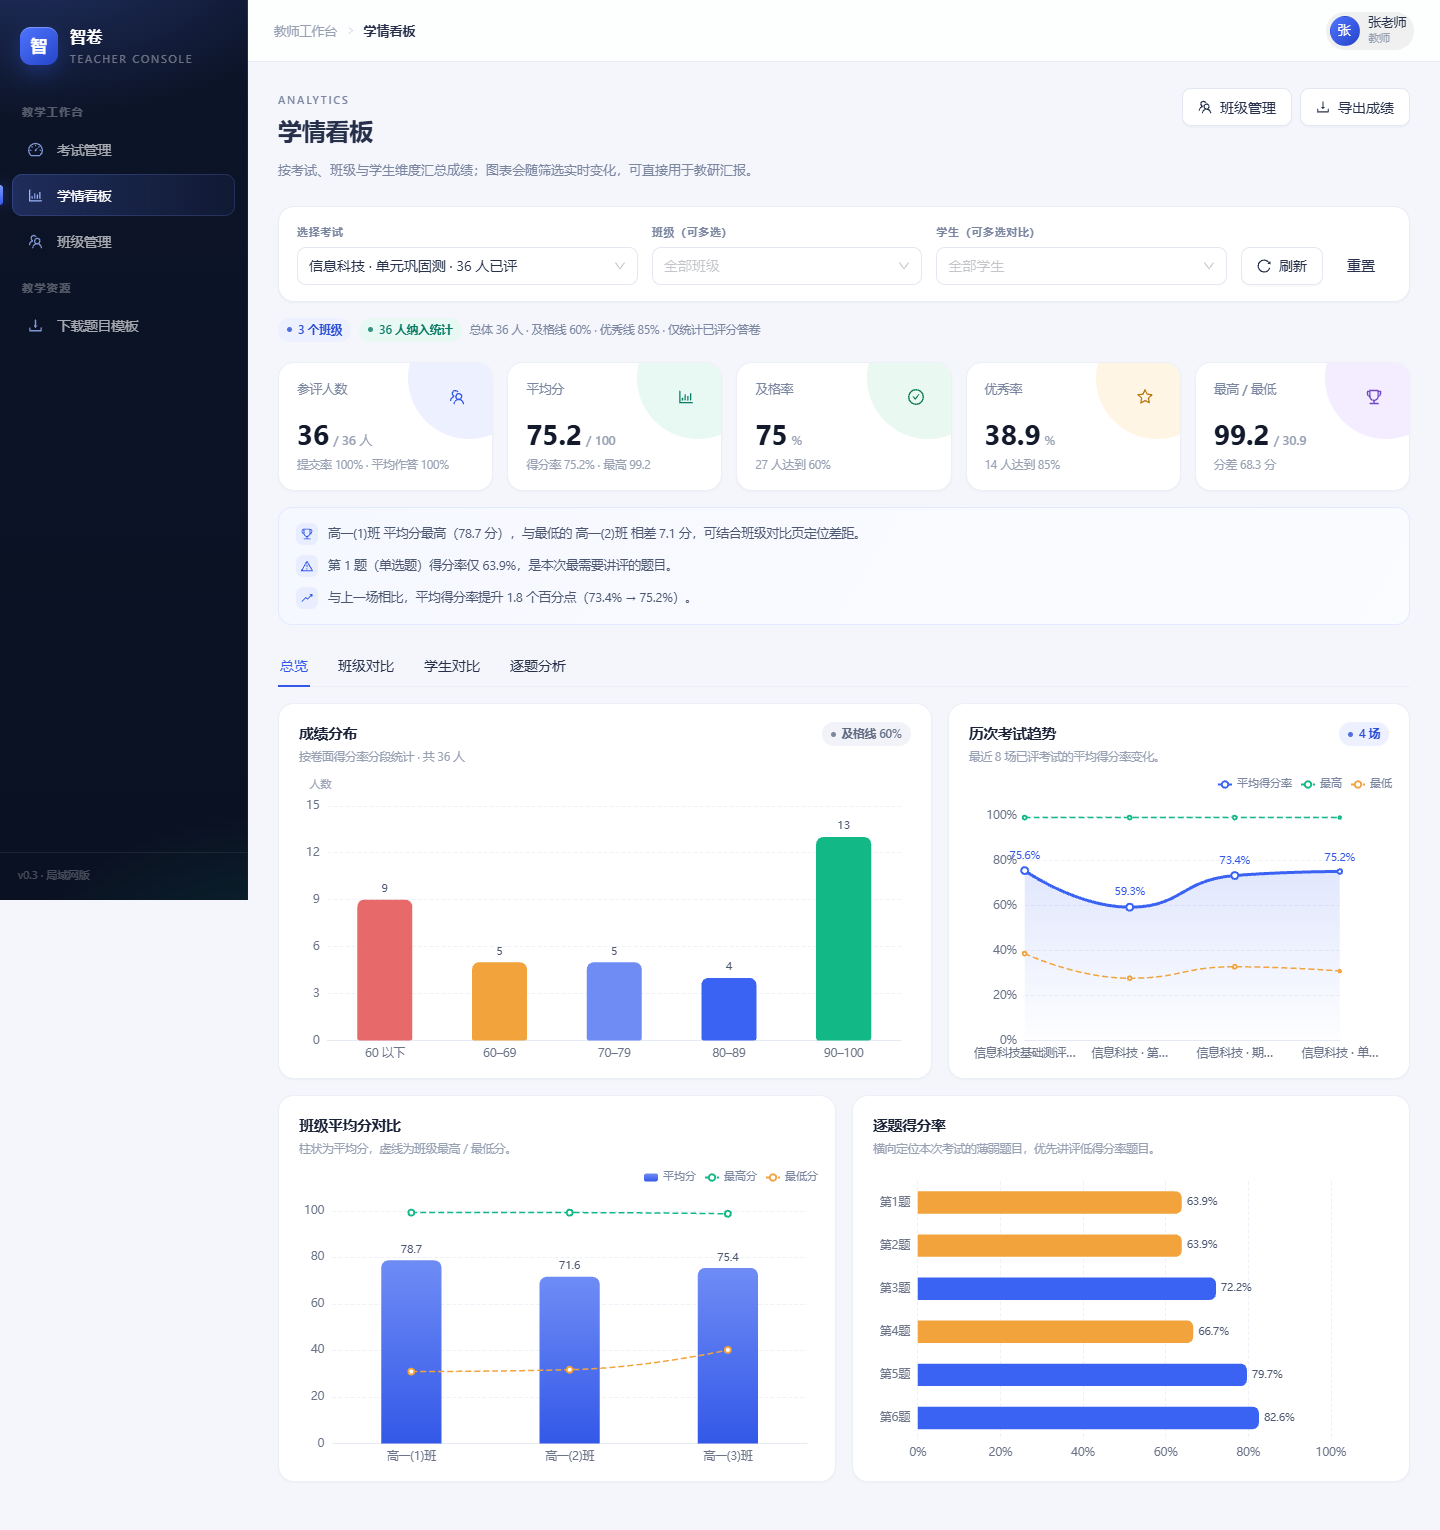 智
智卷
TEACHER CONSOLE
教学工作台
考试管理
学情看板
班级管理
教学资源
下载题目模板
v0.3 · 局域网版
教师工作台
学情看板
张
张老师
教师
ANALYTICS
学情看板
按考试、班级与学生维度汇总成绩；图表会随筛选实时变化，可直接用于教研汇报。
班级管理
导出成绩
选择考试
班级（可多选）
学生（可多选对比）
信息科技 · 单元巩固测 · 36 人已评
全部班级
全部学生
刷新
重置
3 个班级
36 人纳入统计
总体 36 人 · 及格线 60% · 优秀线 85% · 仅统计已评分答卷
参评人数
36 / 36 人
提交率 100% · 平均作答 100%
平均分
75.2 / 100
得分率 75.2% · 最高 99.2
及格率
75 %
27 人达到 60%
优秀率
38.9 %
14 人达到 85%
最高 / 最低
99.2 / 30.9
分差 68.3 分
高一(1)班 平均分最高（78.7 分），与最低的 高一(2)班 相差 7.1 分，可结合班级对比页定位差距。
第 1 题（单选题）得分率仅 63.9%，是本次最需要讲评的题目。
与上一场相比，平均得分率提升 1.8 个百分点（73.4% → 75.2%）。
总览
班级对比
学生对比
逐题分析
成绩分布
按卷面得分率分段统计 · 共 36 人
及格线 60%
人数
15
12
9
6
3
0
9
5
5
4
13
60 以下
60–69
70–79
80–89
90–100
历次考试趋势
最近 8 场已评考试的平均得分率变化。
4 场
平均得分率
最高
最低
100%
80%
60%
40%
20%
0%
75.6%
59.3%
73.4%
75.2%
信息科技基础测评...
信息科技 · 第...
信息科技 · 期...
信息科技 · 单...
班级平均分对比
柱状为平均分，虚线为班级最高 / 最低分。
平均分
最高分
最低分
100
80
60
40
20
0
78.7
71.6
75.4
高一(1)班
高一(2)班
高一(3)班
逐题得分率
横向定位本次考试的薄弱题目，优先讲评低得分率题目。
第1题
63.9%
第2题
63.9%
第3题
72.2%
第4题
66.7%
第5题
79.7%
第6题
82.6%
0%
20%
40%
60%
80%
100%